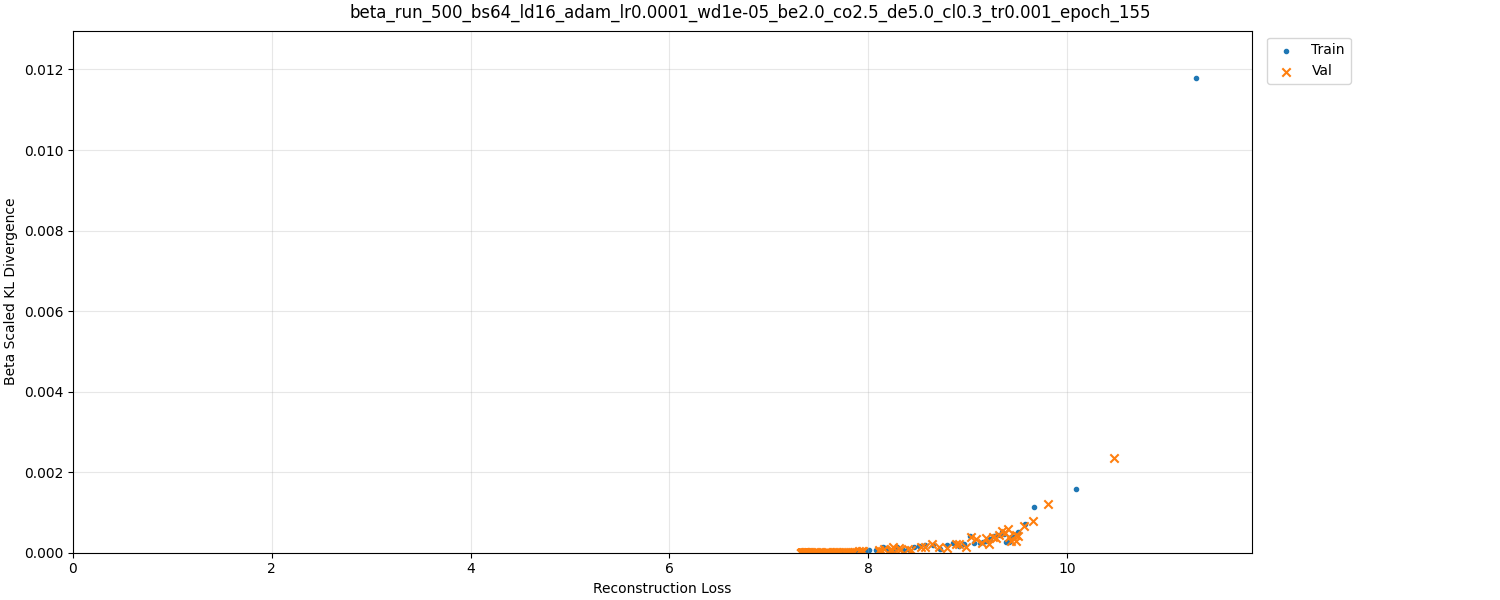 beta_run_500_bs64_ld16_adam_lr0.0001_wd1e-05_be2.0_co2.5_de5.0_cl0.3_tr0.001_epoch_155
Train
Val
Beta Scaled KL Divergence
0.012
0.010
0.008
0.006
0.004
0.002
0.000
0 2 4 6 8 10
Reconstruction Loss